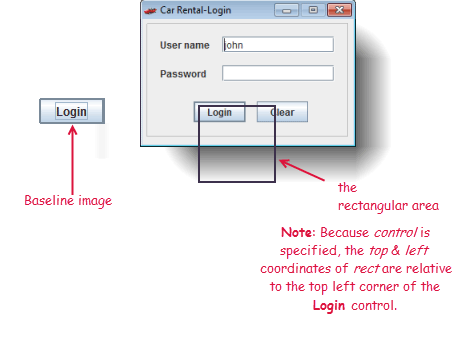 Car Rental-Login
User name
john
Password
Login
Clear
Login
Baseline image
the
rectangular area
Note: Because control is
specified, the top & left
coordinates of rect are relative
to the top left corner of the
Login control.